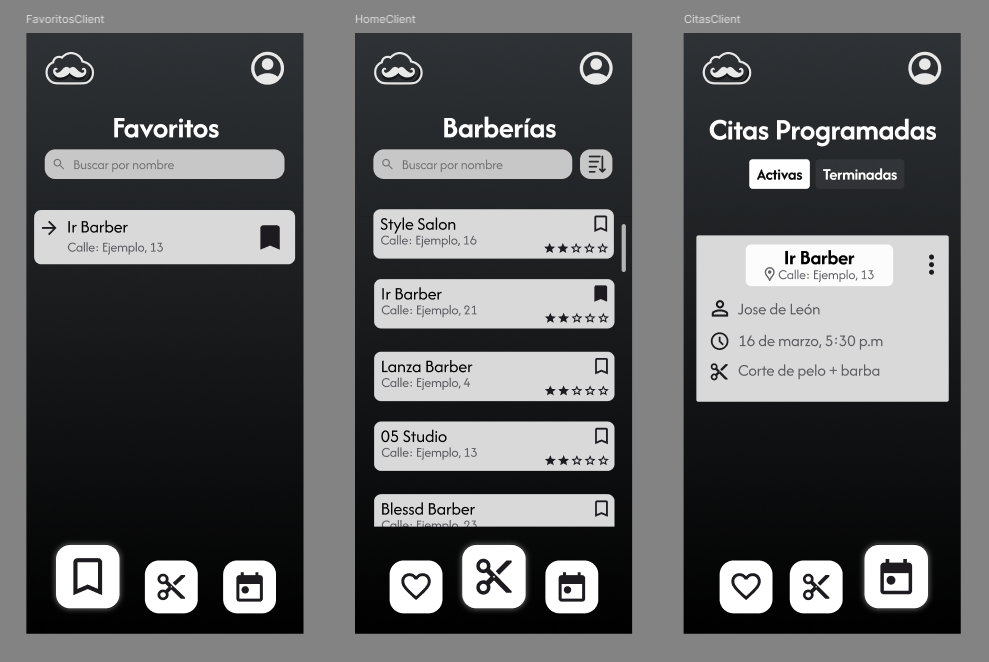 FavoritosClient
Favoritos
Buscar por nombre
Ir Barber
Calle: Ejemplo, 13
HomeClient
Barberías
Buscar por nombre
Style Salon
Calle: Ejemplo, 16
Ir Barber
Calle: Ejemplo, 21
Lanza Barber
Calle: Ejemplo, 4
05 Studio
Calle: Ejemplo, 13
Blessd Barber
Calle: Ejemplo, 23
CitasClient
Citas Programadas
Activas Terminadas
Ir Barber
Calle: Ejemplo, 13
Jose de León
16 de marzo, 5:30 p.m
Corte de pelo + barba